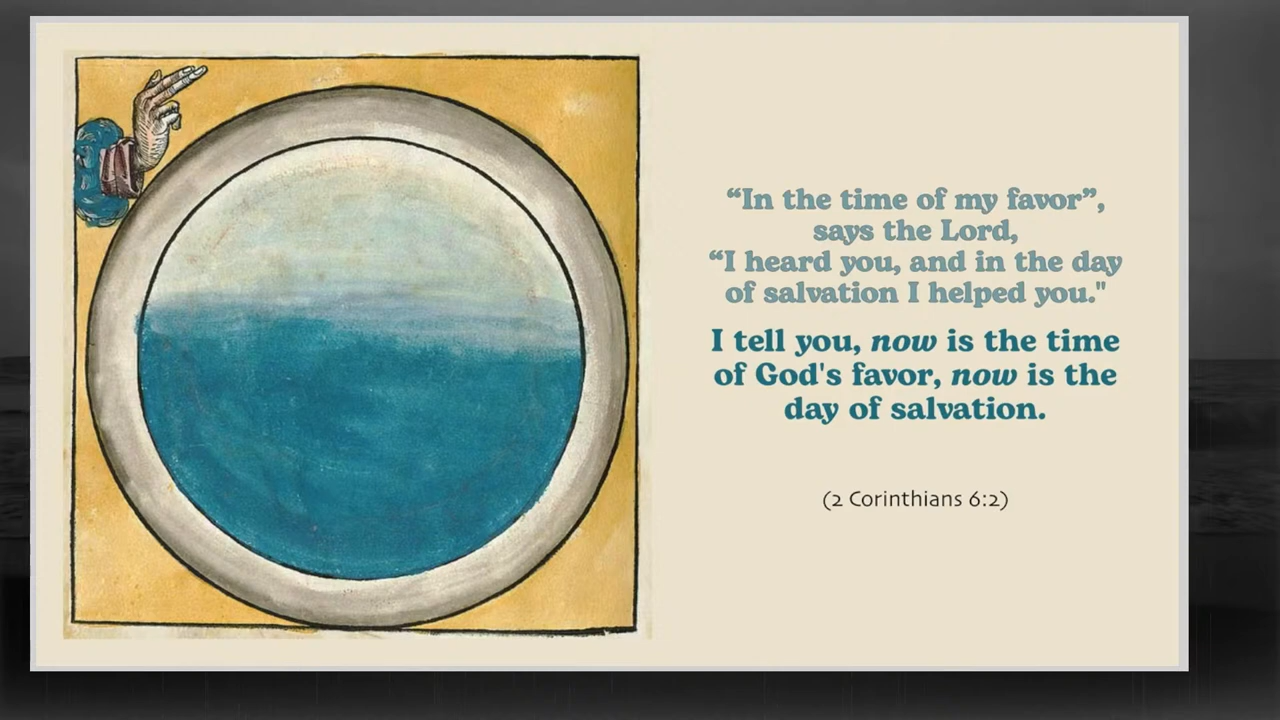 “In the time of my favor”,
says the Lord,
“I heard you, and in the day
of salvation I helped you."
I tell you, now is the time
of God's favor, now is the
day of salvation.
(2 Corinthians 6:2)